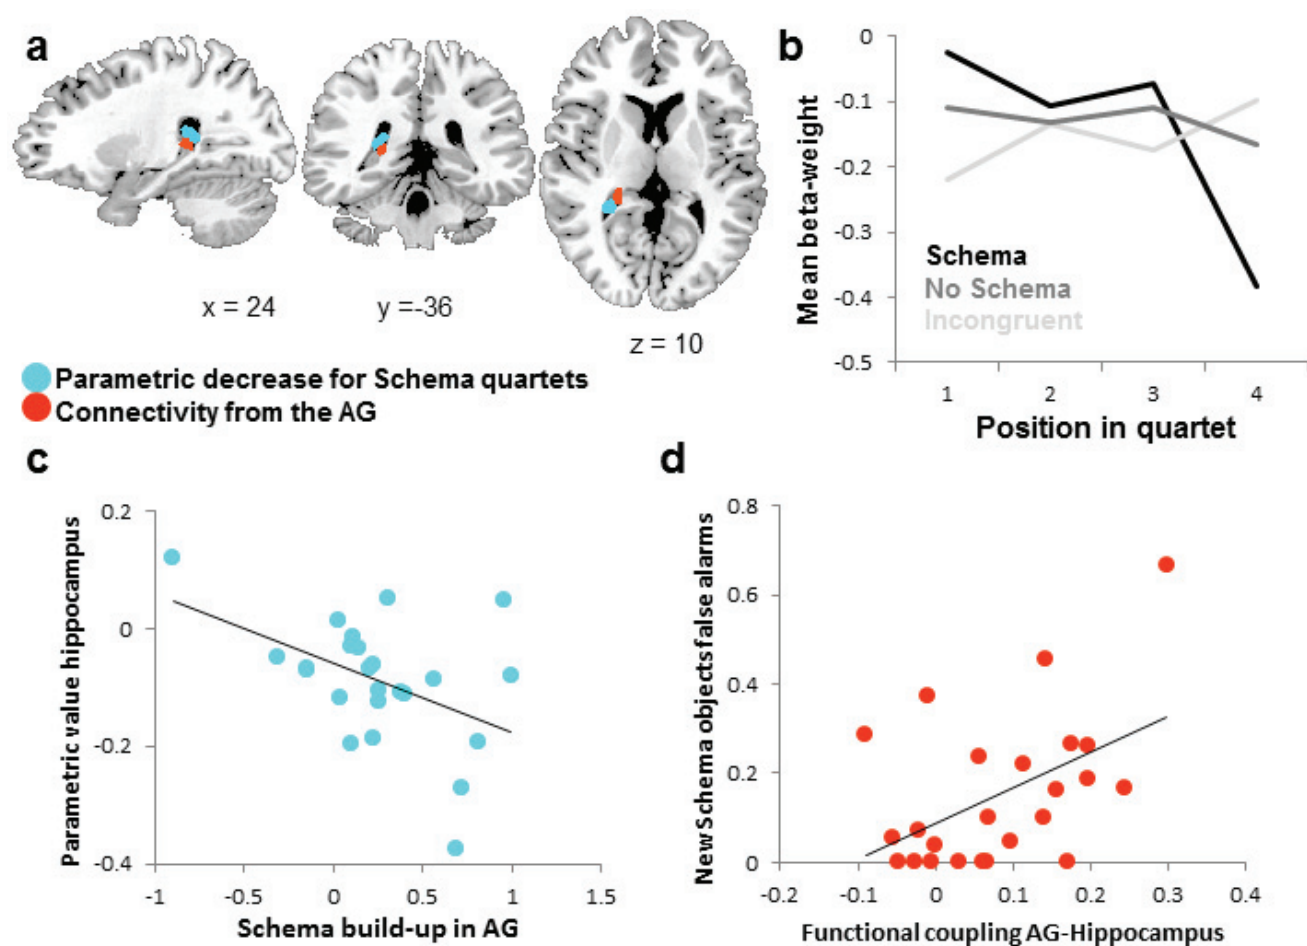 a
x = 24
y =-36
z = 10
Parametric decrease for Schema quartets
Connectivity from the AG
b
Mean beta-weight
0
-0.1
-0.2
-0.3
-0.4
-0.5
Schema
No Schema
Incongruent
1 2 3 4
Position in quartet
c
Parametric value hippocampus
0.2
0
-0.2
-0.4
-1 -0.5 0 0.5 1 1.5
Schema build-up in AG
d
New Schema objects false alarms
0.8
0.6
0.4
0.2
0
-0.2 -0.1 0 0.1 0.2 0.3 0.4
Functional coupling AG-Hippocampus